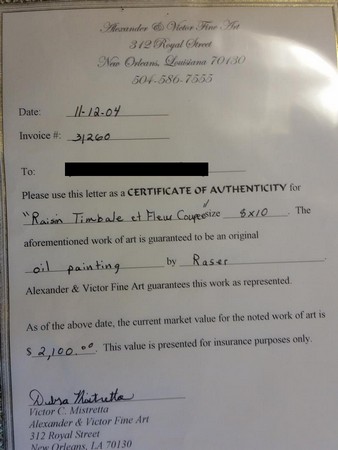 Alexander & Victor Fine Art
312 Royal Street
New Orleans, Louisiana 70130
504-586-7555
Date: 11-12-04
Invoice #: 31260
To:
Please use this letter as a CERTIFICATE OF AUTHENTICITY for
"Raisin Timbale et Fleur Coupee" size 8x10. The
aforementioned work of art is guaranteed to be an original
oil painting by Raser.
Alexander & Victor Fine Art guarantees this work as represented.
As of the above date, the current market value for the noted work of art is
$ 2,100.00. This value is presented for insurance purposes only.
Debra Mistretta
Victor C. Mistretta
Alexander & Victor Fine Art
312 Royal Street
New Orleans, LA 70130